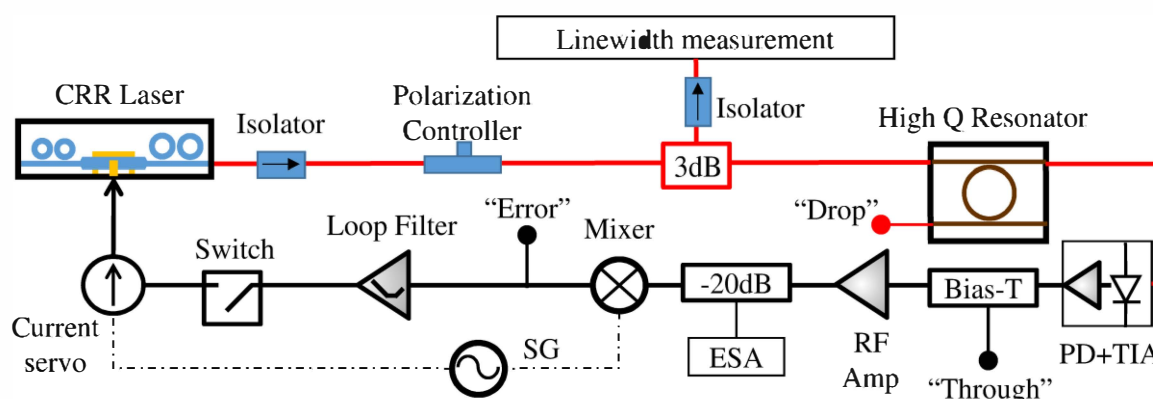 Linewidth measurement
CRR Laser
Isolator
Polarization
Controller
Isolator
High Q Resonator
3dB
"Drop"
"Error"
Loop Filter
Mixer
Switch
-20dB
Bias-T
Current
servo
SG
ESA
RF
Amp
"Through"
PD+TIA